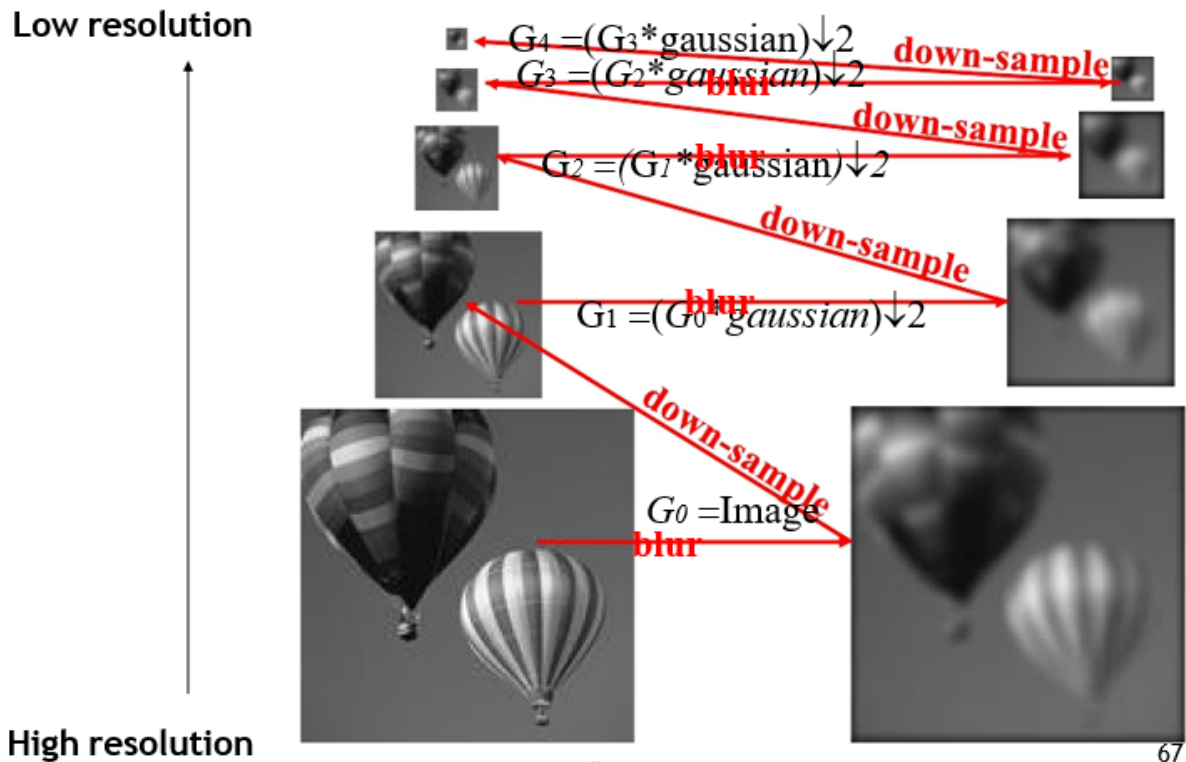 Low resolution
G4 =(G3*gaussian)↓2
down-sample
G3 =(G2*gaussian)↓2
blur
down-sample
G2 =(G1*gaussian)↓2
blur
down-sample
blur
G1 =(G0*gaussian)↓2
down-sample
G0 =Image
blur
High resolution
67